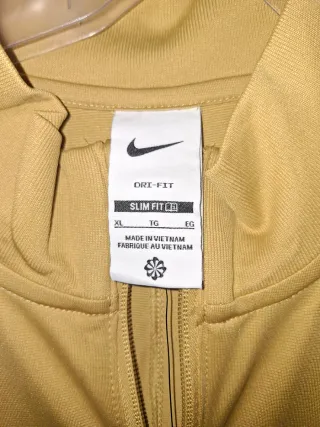 DRI-FIT
SLIM FIT
XL TG EG
MADE IN VIETNAM
FABRIQUÉ AU VIETNAM